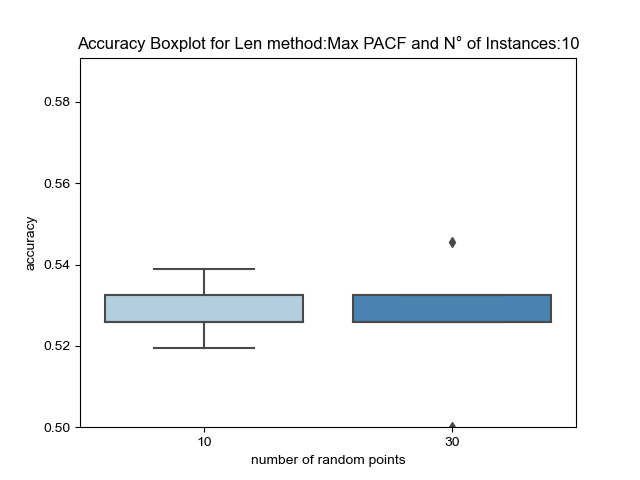 Accuracy Boxplot for Len method:Max PACF and N° of Instances:10
0.58
0.56
0.54
0.52
0.50
accuracy
10 30
number of random points